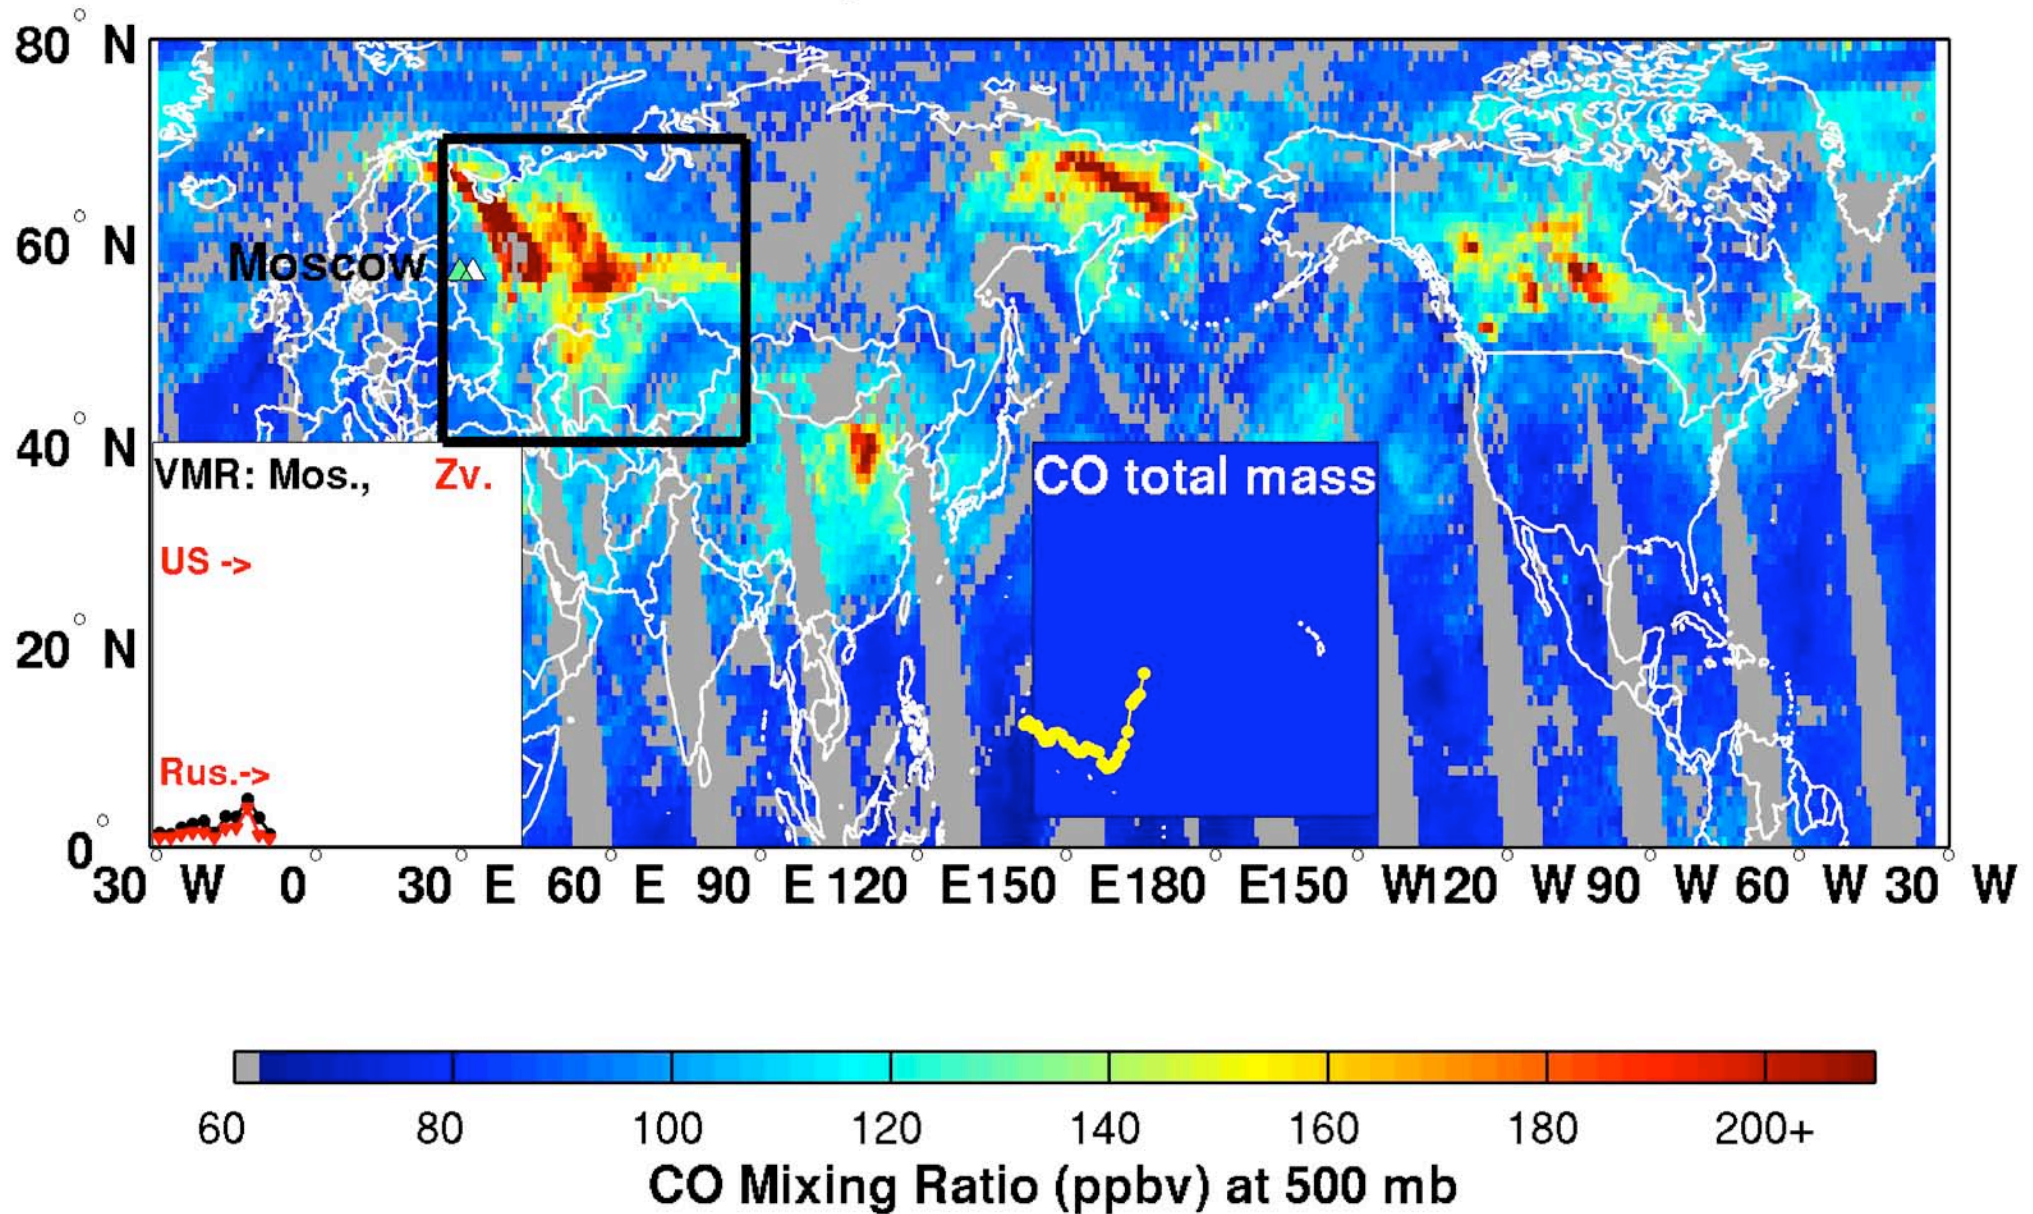 80° N
60° N
Moscow
40° N
VMR: Mos., Zv.
CO total mass
US ->
20° N
Rus.->
0°
30° W 0° 30° E 60° E 90° E 120° E 150° E 180° E 150° W 120° W 90° W 60° W 30° W
60 80 100 120 140 160 180 200+
CO Mixing Ratio (ppbv) at 500 mb